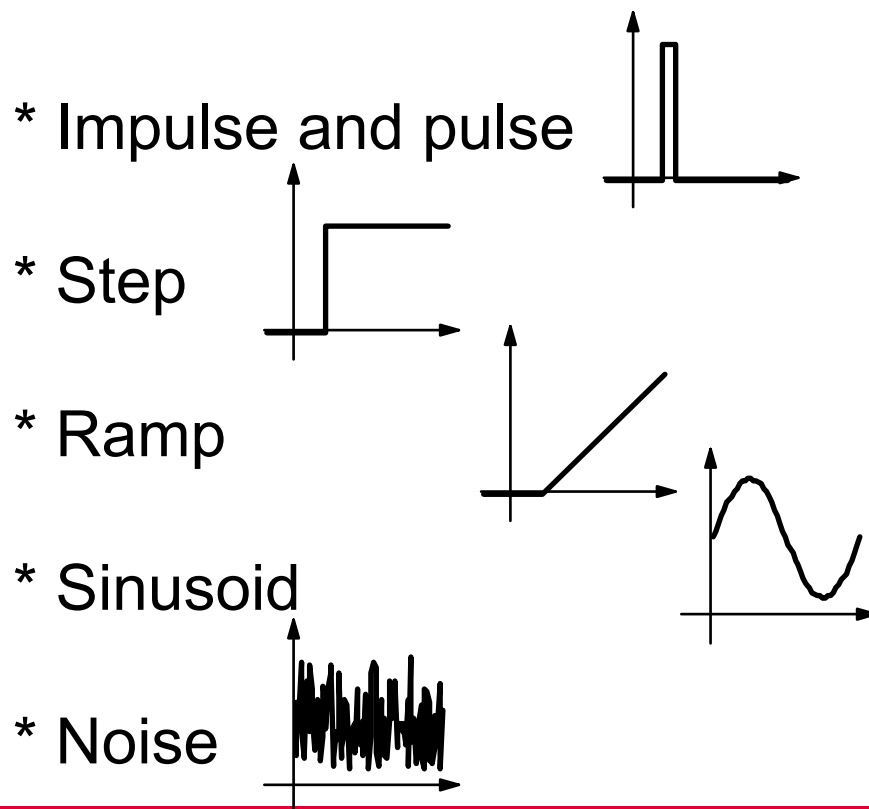 * Impulse and pulse
* Step
* Ramp
* Sinusoid
* Noise